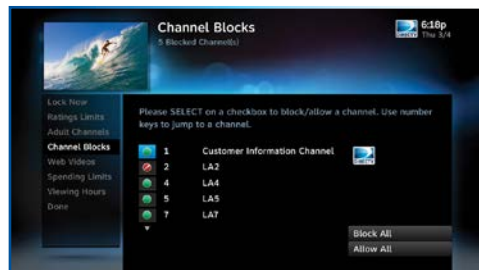 Channel Blocks
5 Blocked Channel(s)
DIRECTV
6:18p
Thu 3/4
Lock Now
Ratings Limits
Adult Channels
Channel Blocks
Web Videos
Spending Limits
Viewing Hours
Done
Please SELECT on a checkbox to block/allow a channel. Use number
keys to jump to a channel.
1 Customer Information Channel
2 LA2
4 LA4
5 LA5
7 LA7
Block All
Allow All